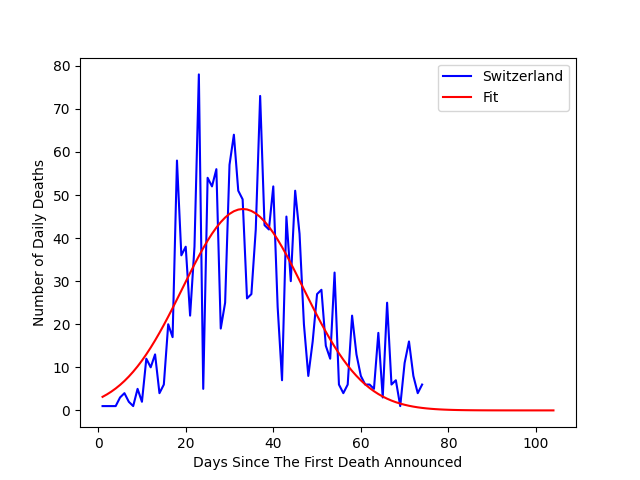 Switzerland
Fit
80
70
60
50
40
30
20
10
0
Number of Daily Deaths
0 20 40 60 80 100
Days Since The First Death Announced